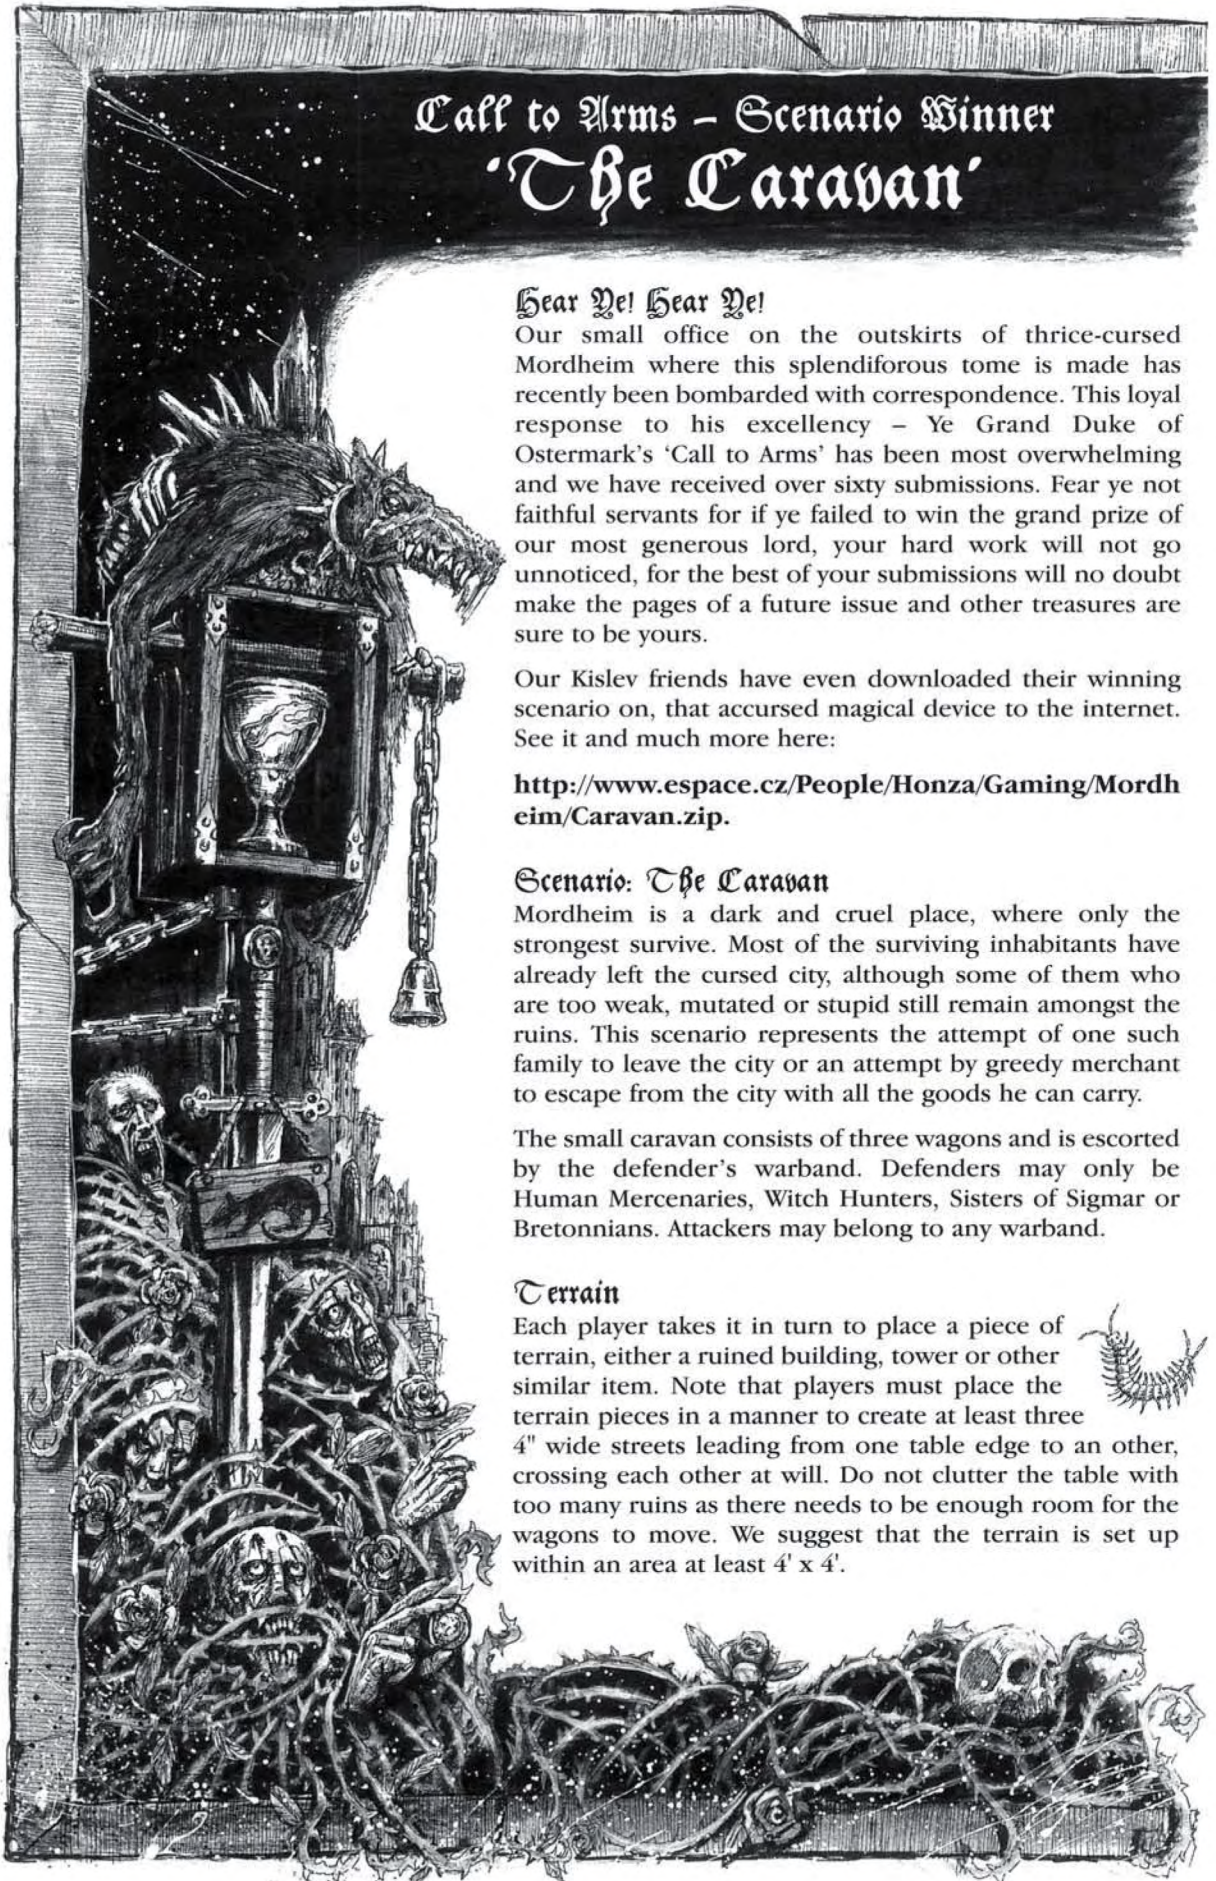 Call to Arms – Scenario Winner
'The Caravan'
Hear Ye! Hear Ye!
Our small office on the outskirts of thrice-cursed
Mordheim where this splendiforous tome is made has
recently been bombarded with correspondence. This loyal
response to his excellency – Ye Grand Duke of
Ostermark's 'Call to Arms' has been most overwhelming
and we have received over sixty submissions. Fear ye not
faithful servants for if ye failed to win the grand prize of
our most generous lord, your hard work will not go
unnoticed, for the best of your submissions will no doubt
make the pages of a future issue and other treasures are
sure to be yours.
Our Kislev friends have even downloaded their winning
scenario on, that accursed magical device to the internet.
See it and much more here:
http://www.espace.cz/People/Honza/Gaming/Mordh
eim/Caravan.zip.
Scenario: The Caravan
Mordheim is a dark and cruel place, where only the
strongest survive. Most of the surviving inhabitants have
already left the cursed city, although some of them who
are too weak, mutated or stupid still remain amongst the
ruins. This scenario represents the attempt of one such
family to leave the city or an attempt by greedy merchant
to escape from the city with all the goods he can carry.
The small caravan consists of three wagons and is escorted
by the defender's warband. Defenders may only be
Human Mercenaries, Witch Hunters, Sisters of Sigmar or
Bretonnians. Attackers may belong to any warband.
Terrain
Each player takes it in turn to place a piece of
terrain, either a ruined building, tower or other
similar item. Note that players must place the
terrain pieces in a manner to create at least three
4" wide streets leading from one table edge to an other,
crossing each other at will. Do not clutter the table with
too many ruins as there needs to be enough room for the
wagons to move. We suggest that the terrain is set up
within an area at least 4' x 4'.